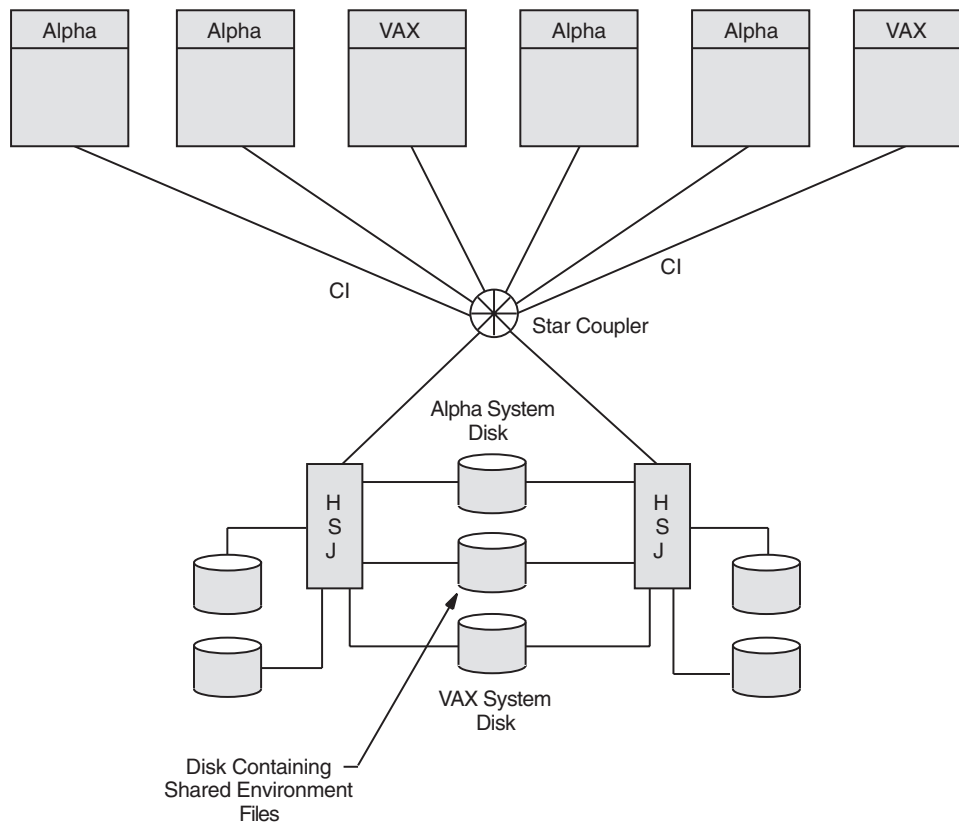 Alpha
Alpha
VAX
Alpha
Alpha
VAX
CI
CI
Star Coupler
Alpha System
Disk
H
S
J
H
S
J
VAX System
Disk
Disk Containing
Shared Environment
Files